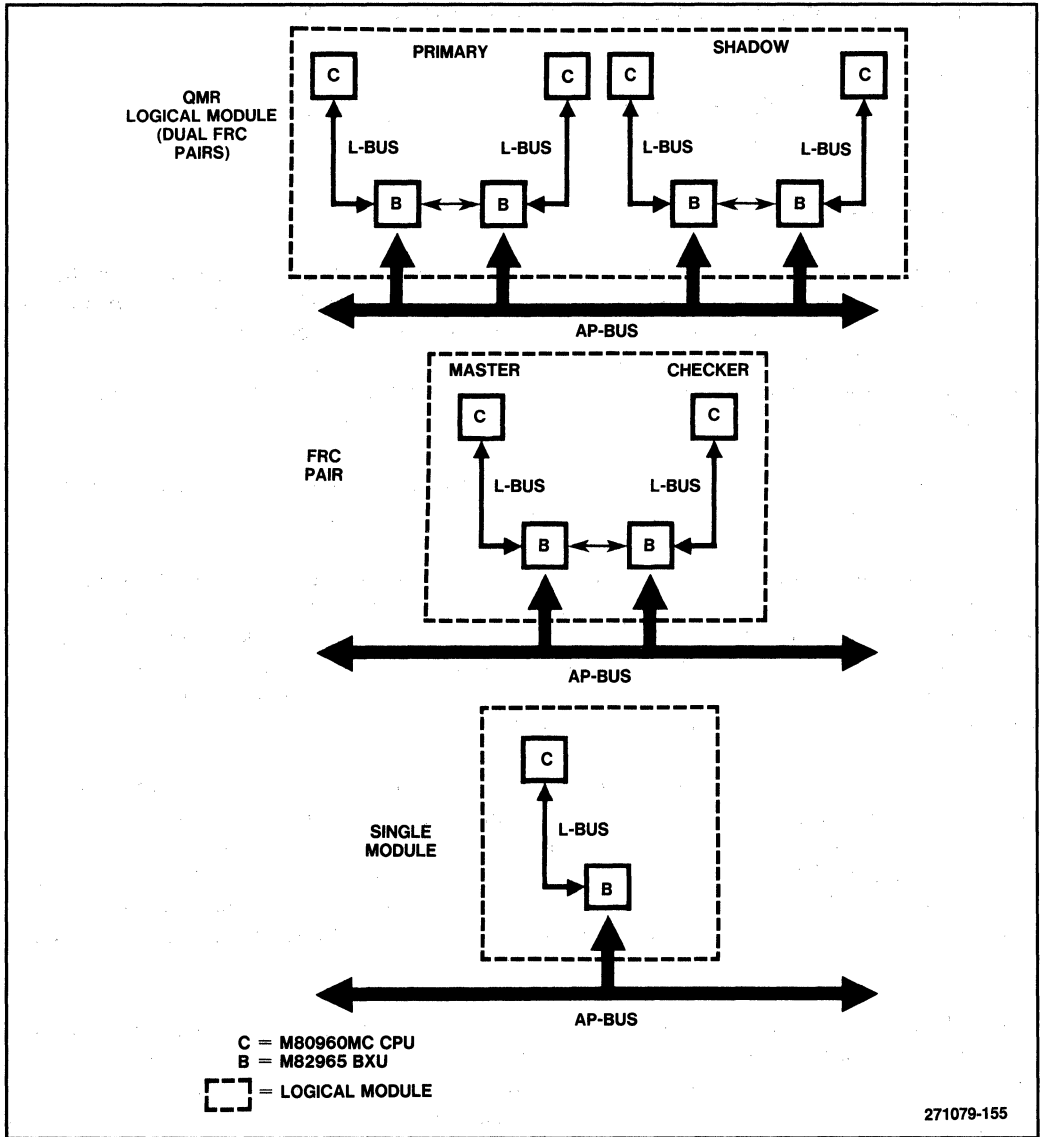 PRIMARY
SHADOW
C
C
C
C
QMR
LOGICAL MODULE
(DUAL FRC
PAIRS)
L-BUS
L-BUS
L-BUS
L-BUS
B
B
B
B
AP-BUS
MASTER
CHECKER
C
C
FRC
PAIR
L-BUS
L-BUS
B
B
AP-BUS
C
SINGLE
MODULE
L-BUS
B
AP-BUS
C = M80960MC CPU
B = M82965 BXU
= LOGICAL MODULE
271079-155